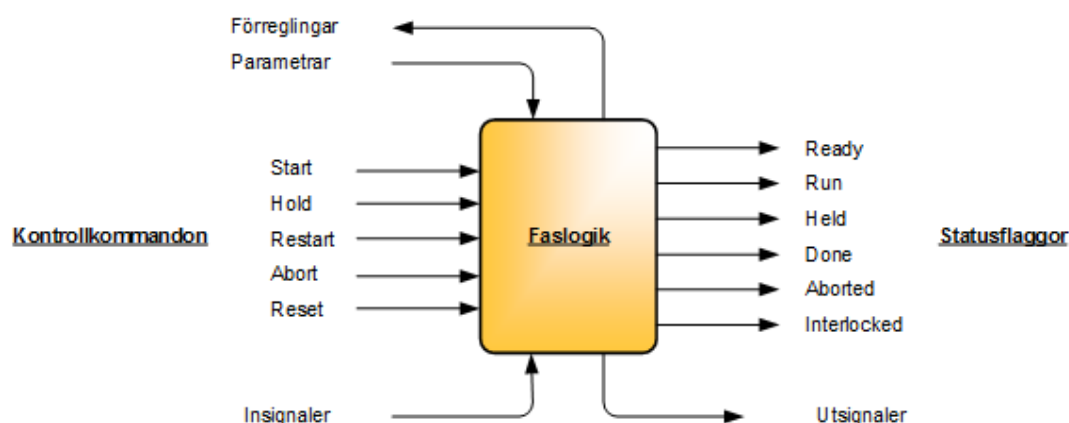 Förreglingar
Parametrar
Start
Hold
Kontrollkommandon
Restart
Abort
Reset
Faslogik
Ready
Run
Held
Done
Aborted
Interlocked
Statusflaggor
Insignaler
Utsignaler